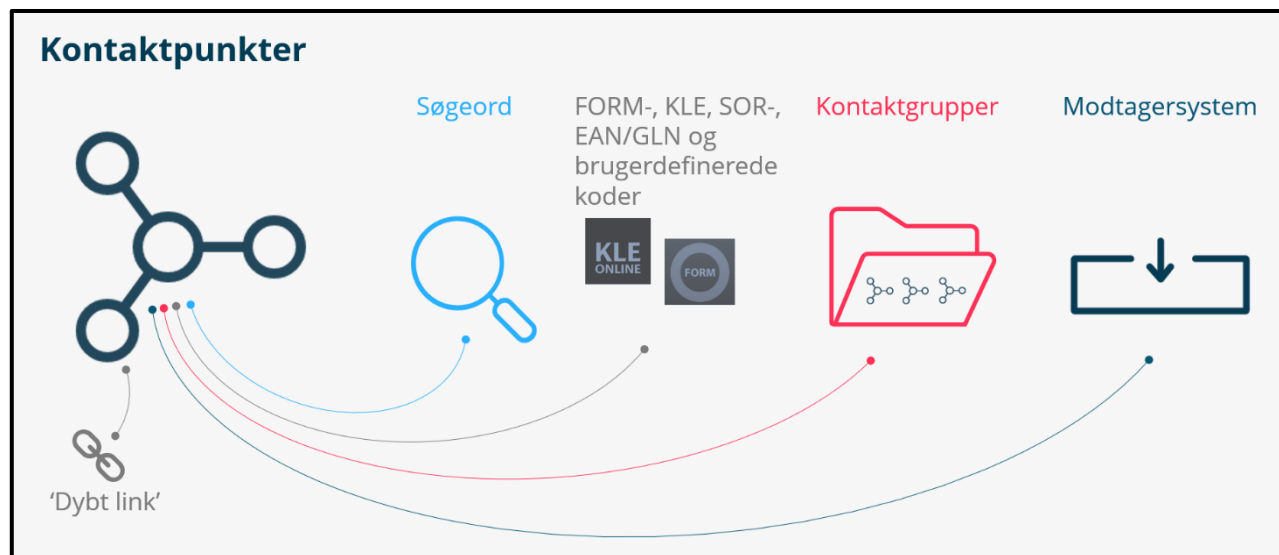 Kontaktpunkter
Søgeord
FORM-, KLE, SOR-,
EAN/GLN og
brugerdefinerede
koder
KLE
ONLINE
FORM
Kontaktgrupper
Modtagersystem
‘Dybt link’